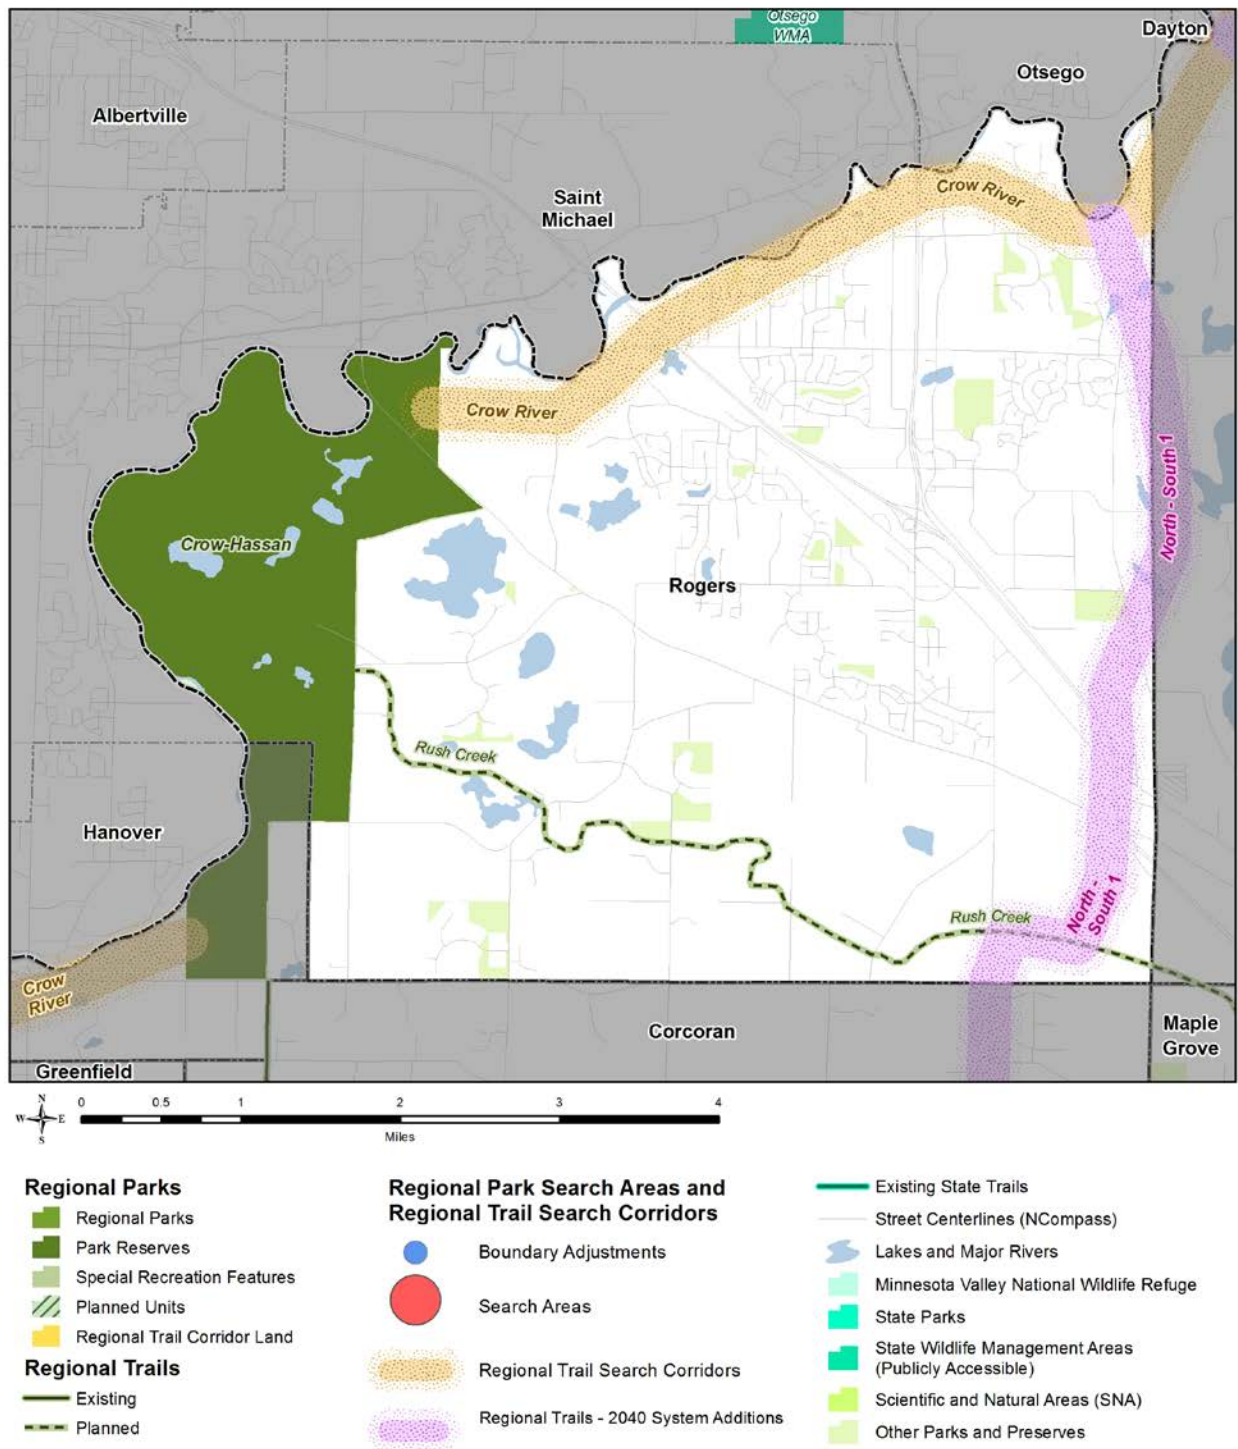 Otsego
WMA
Dayton
Otsego
Albertville
Saint
Michael
Crow River
Crow River
North - South 1
Crow-Hassan
Rogers
Rush Creek
Hanover
North -
South 1
Rush Creek
Crow
River
Corcoran
Maple
Grove
Greenfield
N
W E
S
0 0.5 1 2 3 4
Miles
Regional Parks
Regional Parks
Park Reserves
Special Recreation Features
Planned Units
Regional Trail Corridor Land
Regional Trails
Existing
Planned
Regional Park Search Areas and
Regional Trail Search Corridors
Boundary Adjustments
Search Areas
Regional Trail Search Corridors
Regional Trails - 2040 System Additions
Existing State Trails
Street Centerlines (NCompass)
Lakes and Major Rivers
Minnesota Valley National Wildlife Refuge
State Parks
State Wildlife Management Areas
(Publicly Accessible)
Scientific and Natural Areas (SNA)
Other Parks and Preserves